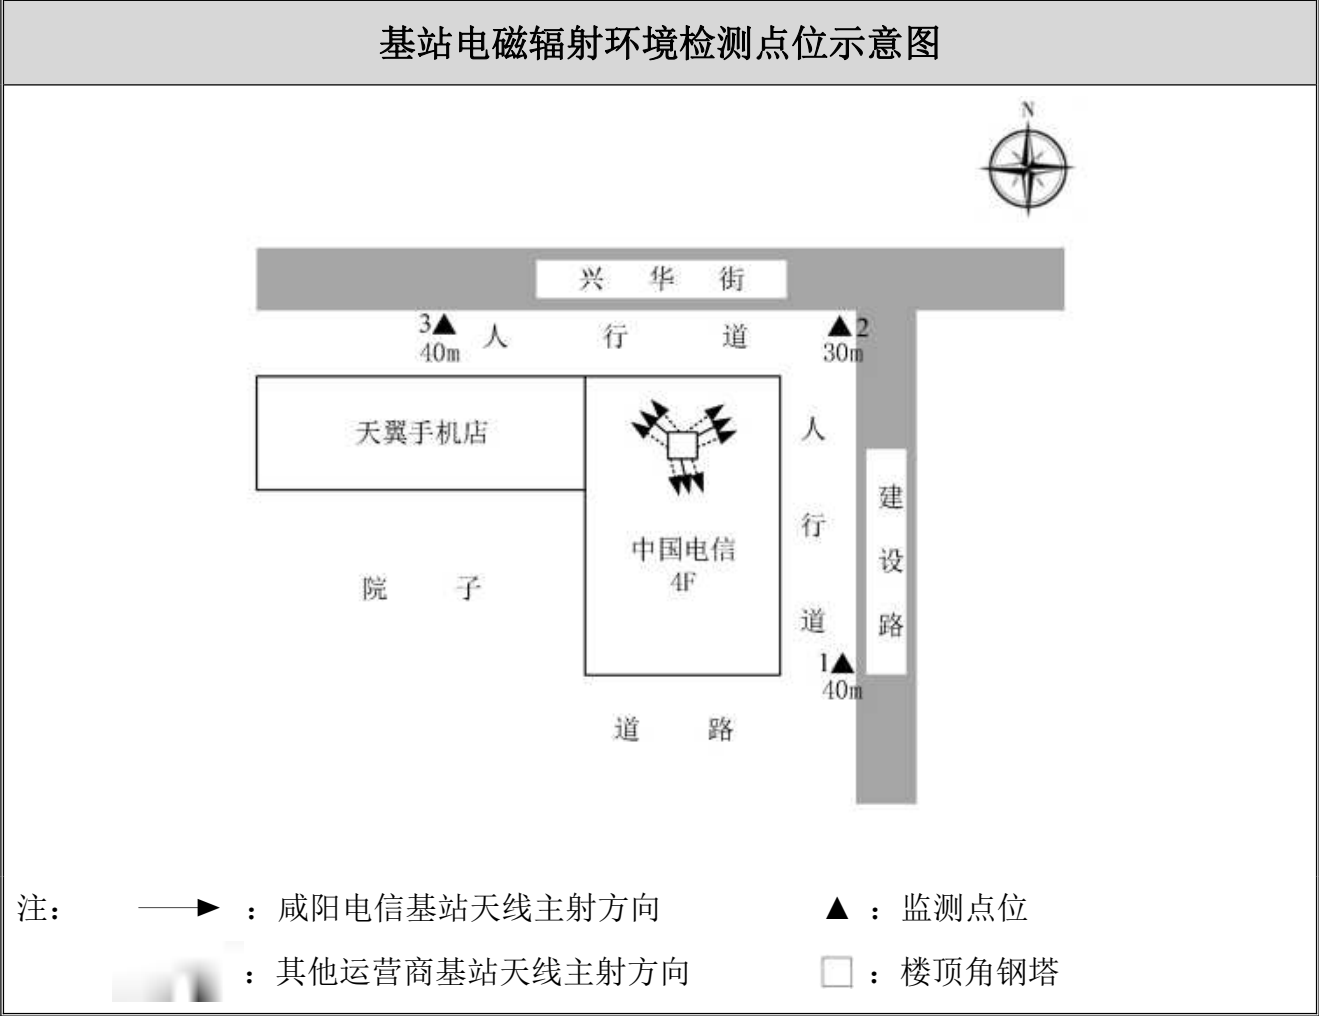 基站电磁辐射环境检测点位示意图
N
兴华街
3▲
40m
人行道
▲2
30m
天翼手机店
人行道
建设路
中国电信
4F
院子
1▲
40m
道路
注：
：咸阳电信基站天线主射方向
▲：监测点位
：其他运营商基站天线主射方向
：楼顶角钢塔